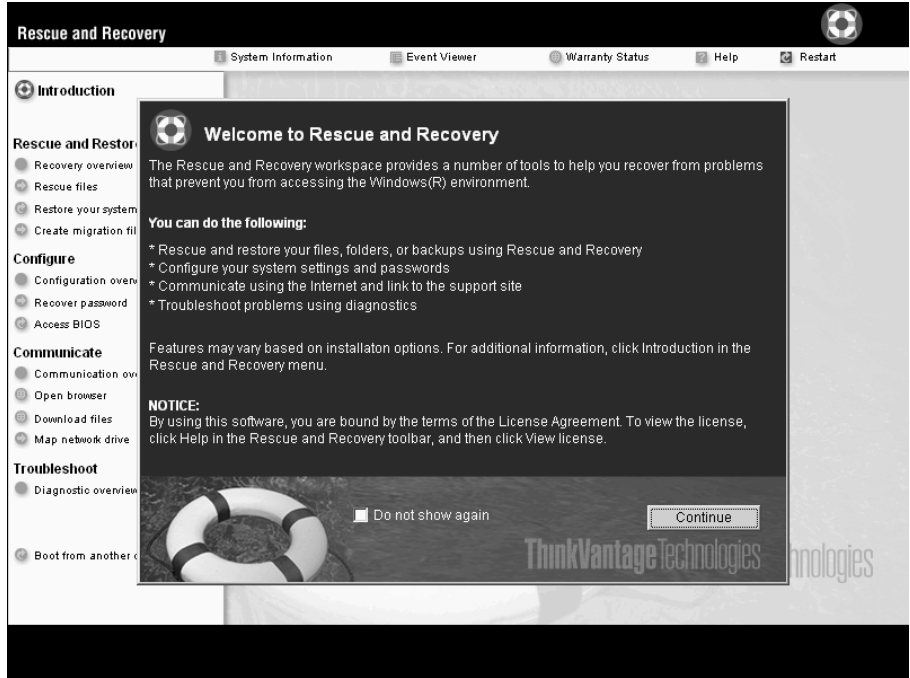 Rescue and Recovery
System Information
Event Viewer
Warranty Status
Help
Restart
Introduction
Rescue and Restor
Recovery overview
Rescue files
Restore your system
Create migration fil
Configure
Configuration overv
Recover password
Access BIOS
Communicate
Communication ov
Open browser
Download files
Map network drive
Troubleshoot
Diagnostic overview
Boot from another
Welcome to Rescue and Recovery
The Rescue and Recovery workspace provides a number of tools to help you recover from problems
that prevent you from accessing the Windows(R) environment.
You can do the following:
* Rescue and restore your files, folders, or backups using Rescue and Recovery
* Configure your system settings and passwords
* Communicate using the Internet and link to the support site
* Troubleshoot problems using diagnostics
Features may vary based on installaton options. For additional information, click Introduction in the
Rescue and Recovery menu.
NOTICE:
By using this software, you are bound by the terms of the License Agreement. To view the license,
click Help in the Rescue and Recovery toolbar, and then click View license.
Do not show again
Continue
ThinkVantage Technologies
hnologies